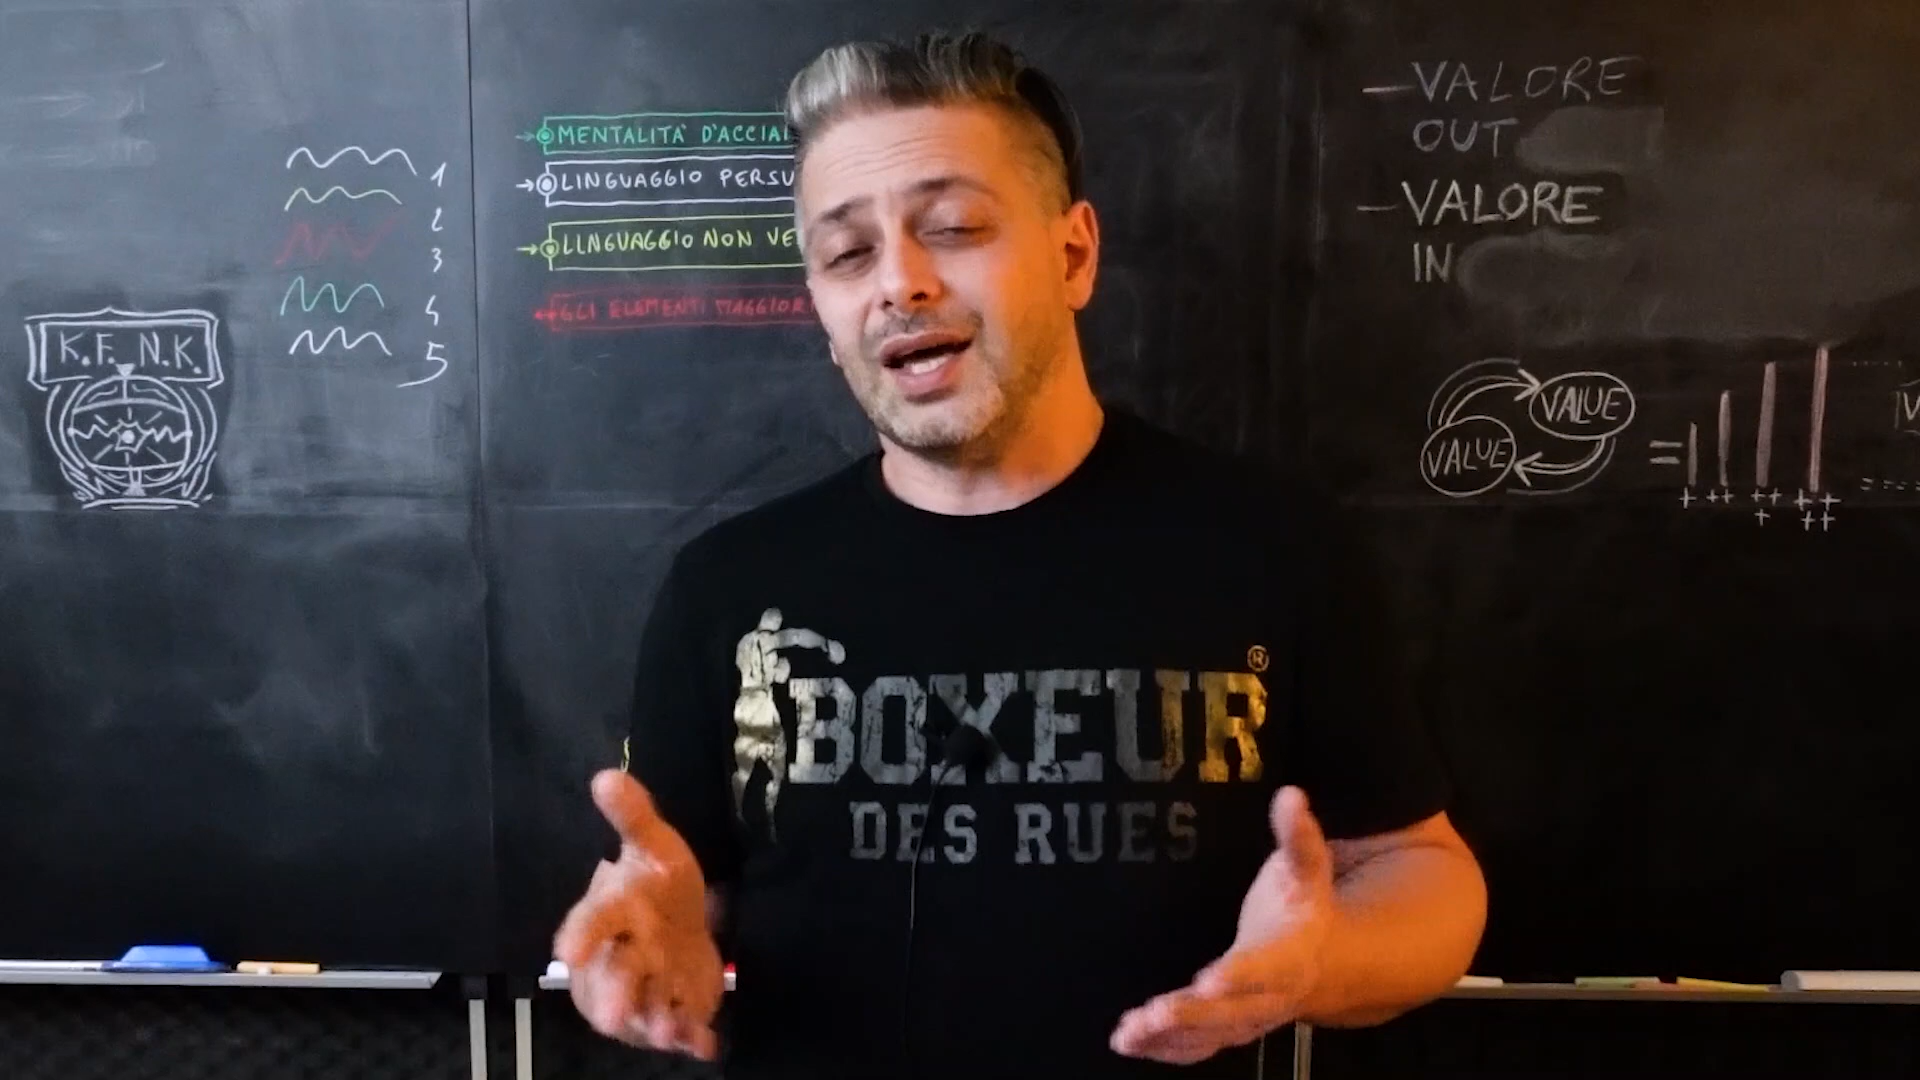 K.F. N.K.
1
2
3
4
5
MENTALITÀ D'ACCIAI
LINGUAGGIO PERSU
LINGUAGGIO NON VE
GLI ELEMENTI MAGGIOR
—VALORE
OUT
—VALORE
IN
VALUE
VALUE
=
+ ++ ++ ++
+ ++
BOXEUR®
DES RUES